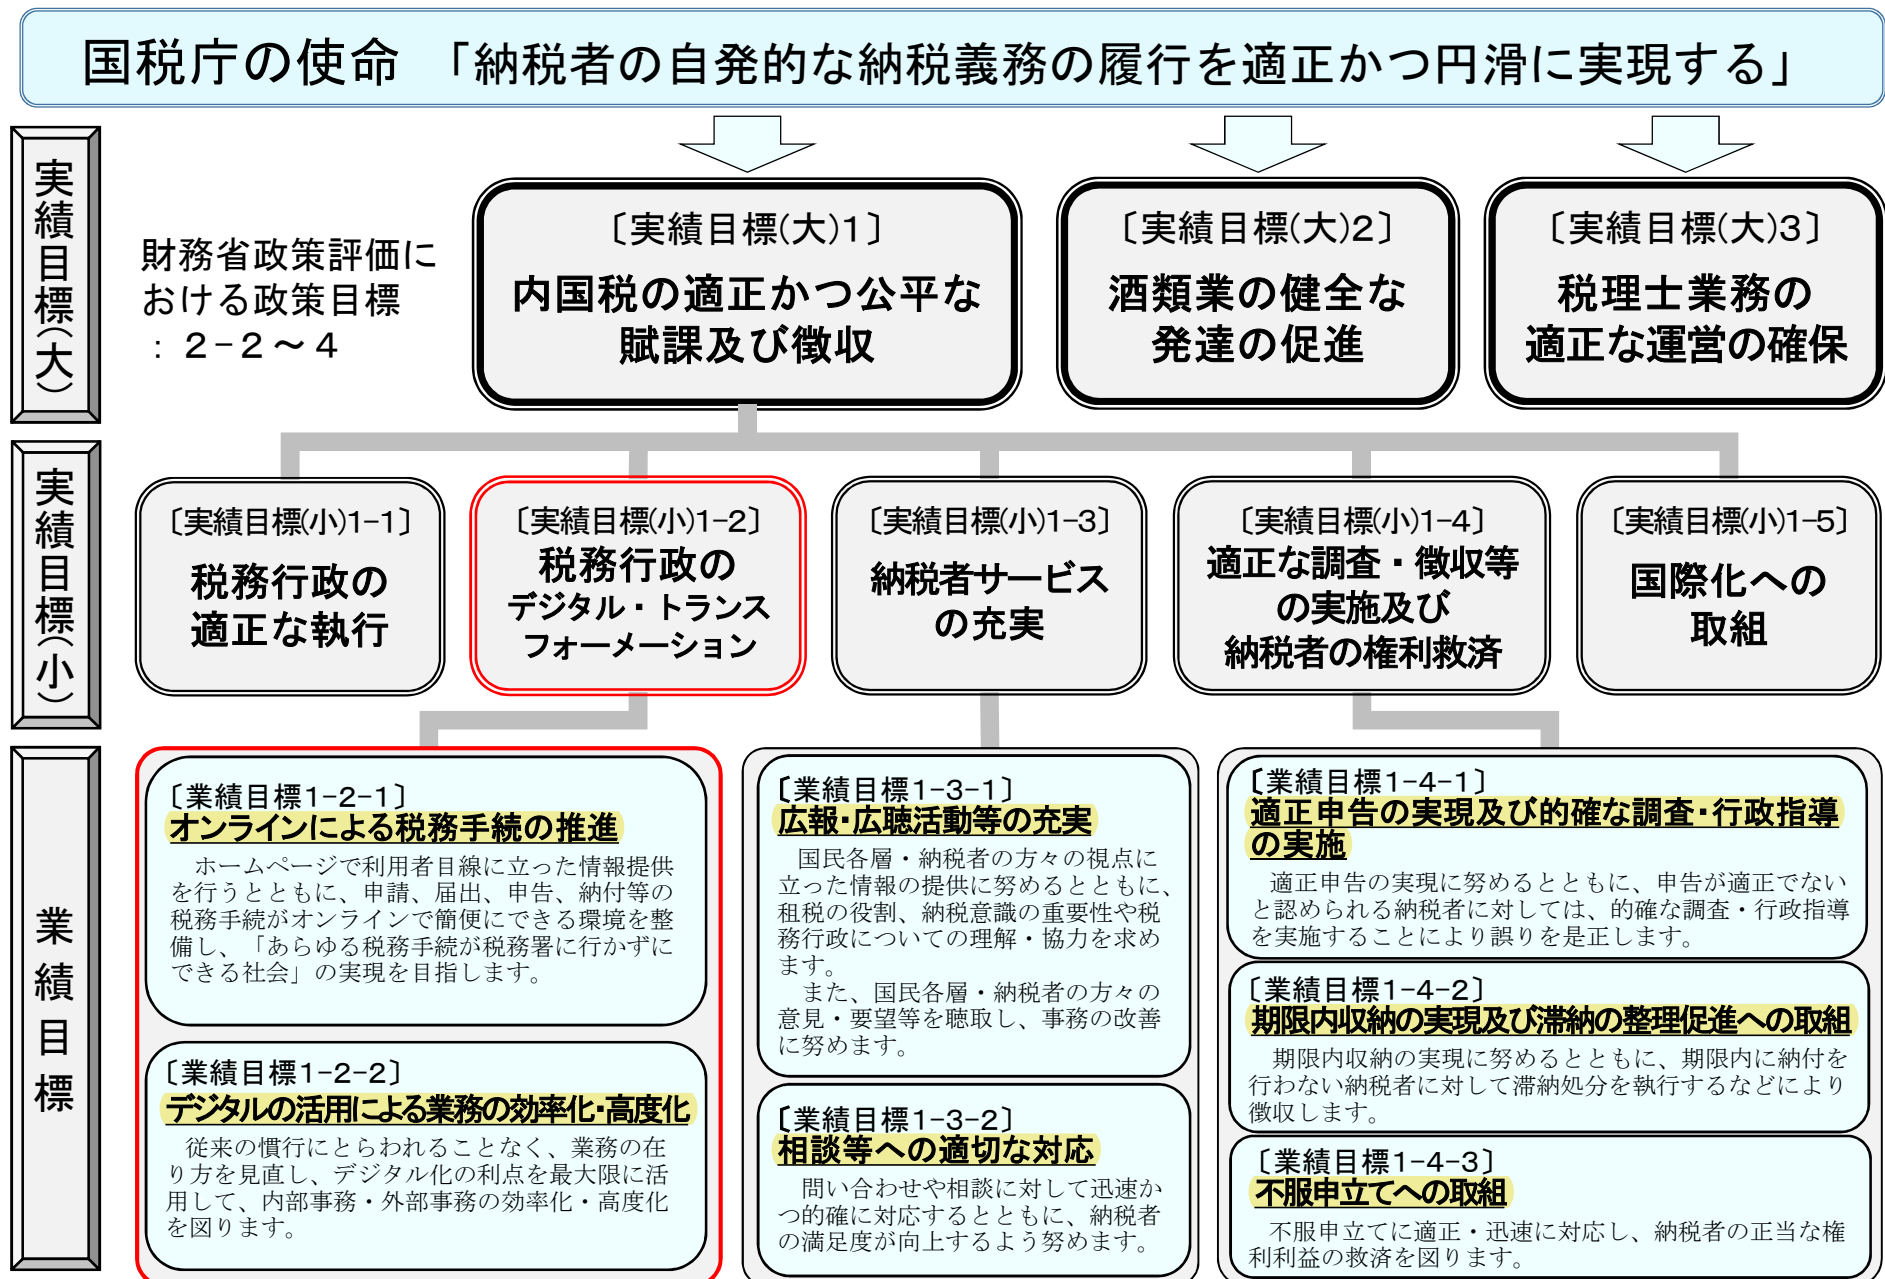 国税庁の使命 「納税者の自発的な納税義務の履行を適正かつ円滑に実現する」
実績目標(大)
財務省政策評価に
おける政策目標
：２-２～４
〔実績目標(大)1〕
内国税の適正かつ公平な
賦課及び徴収
〔実績目標(大)2〕
酒類業の健全な
発達の促進
〔実績目標(大)3〕
税理士業務の
適正な運営の確保
実績目標(小)
〔実績目標(小)1-1〕
税務行政の
適正な執行
〔実績目標(小)1-2〕
税務行政の
デジタル・トランス
フォーメーション
〔実績目標(小)1-3〕
納税者サービス
の充実
〔実績目標(小)1-4〕
適正な調査・徴収等
の実施及び
納税者の権利救済
〔実績目標(小)1-5〕
国際化への
取組
業績目標
〔業績目標1-2-1〕
オンラインによる税務手続の推進
ホームページで利用者目線に立った情報提供
を行うとともに、申請、届出、申告、納付等の
税務手続がオンラインで簡便にできる環境を整
備し、「あらゆる税務手続が税務署に行かずに
できる社会」の実現を目指します。
〔業績目標1-2-2〕
デジタルの活用による業務の効率化・高度化
従来の慣行にとらわれることなく、業務の在
り方を見直し、デジタル化の利点を最大限に活
用して、内部事務・外部事務の効率化・高度化
を図ります。
〔業績目標1-3-1〕
広報・広聴活動等の充実
国民各層・納税者の方々の視点に
立った情報の提供に努めるとともに、
租税の役割、納税意識の重要性や税
務行政についての理解・協力を求め
ます。
また、国民各層・納税者の方々の
意見・要望等を聴取し、事務の改善
に努めます。
〔業績目標1-3-2〕
相談等への適切な対応
問い合わせや相談に対して迅速か
つ的確に対応するとともに、納税者
の満足度が向上するよう努めます。
〔業績目標1-4-1〕
適正申告の実現及び的確な調査・行政指導
の実施
適正申告の実現に努めるとともに、申告が適正でない
と認められる納税者に対しては、的確な調査・行政指導
を実施することにより誤りを是正します。
〔業績目標1-4-2〕
期限内収納の実現及び滞納の整理促進への取組
期限内収納の実現に努めるとともに、期限内に納付を
行わない納税者に対して滞納処分を執行するなどにより
徴収します。
〔業績目標1-4-3〕
不服申立てへの取組
不服申立てに適正・迅速に対応し、納税者の正当な権
利利益の救済を図ります。